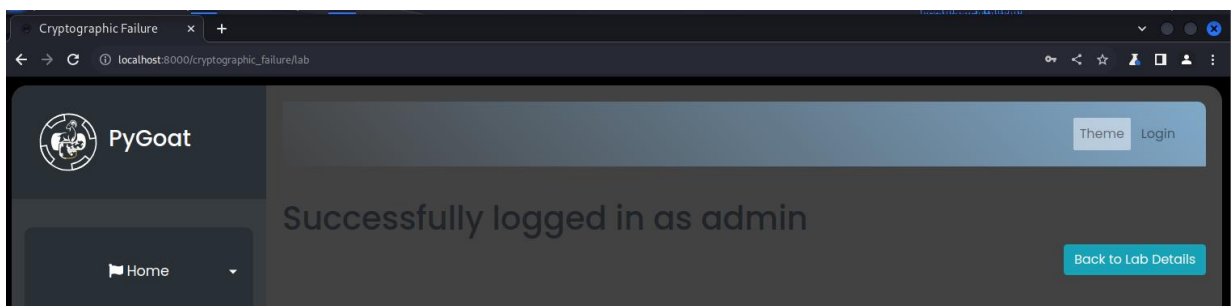 Cryptographic Failure
localhost:8000/cryptographic_failure/lab
PyGoat
Theme Login
Successfully logged in as admin
Back to Lab Details
Home